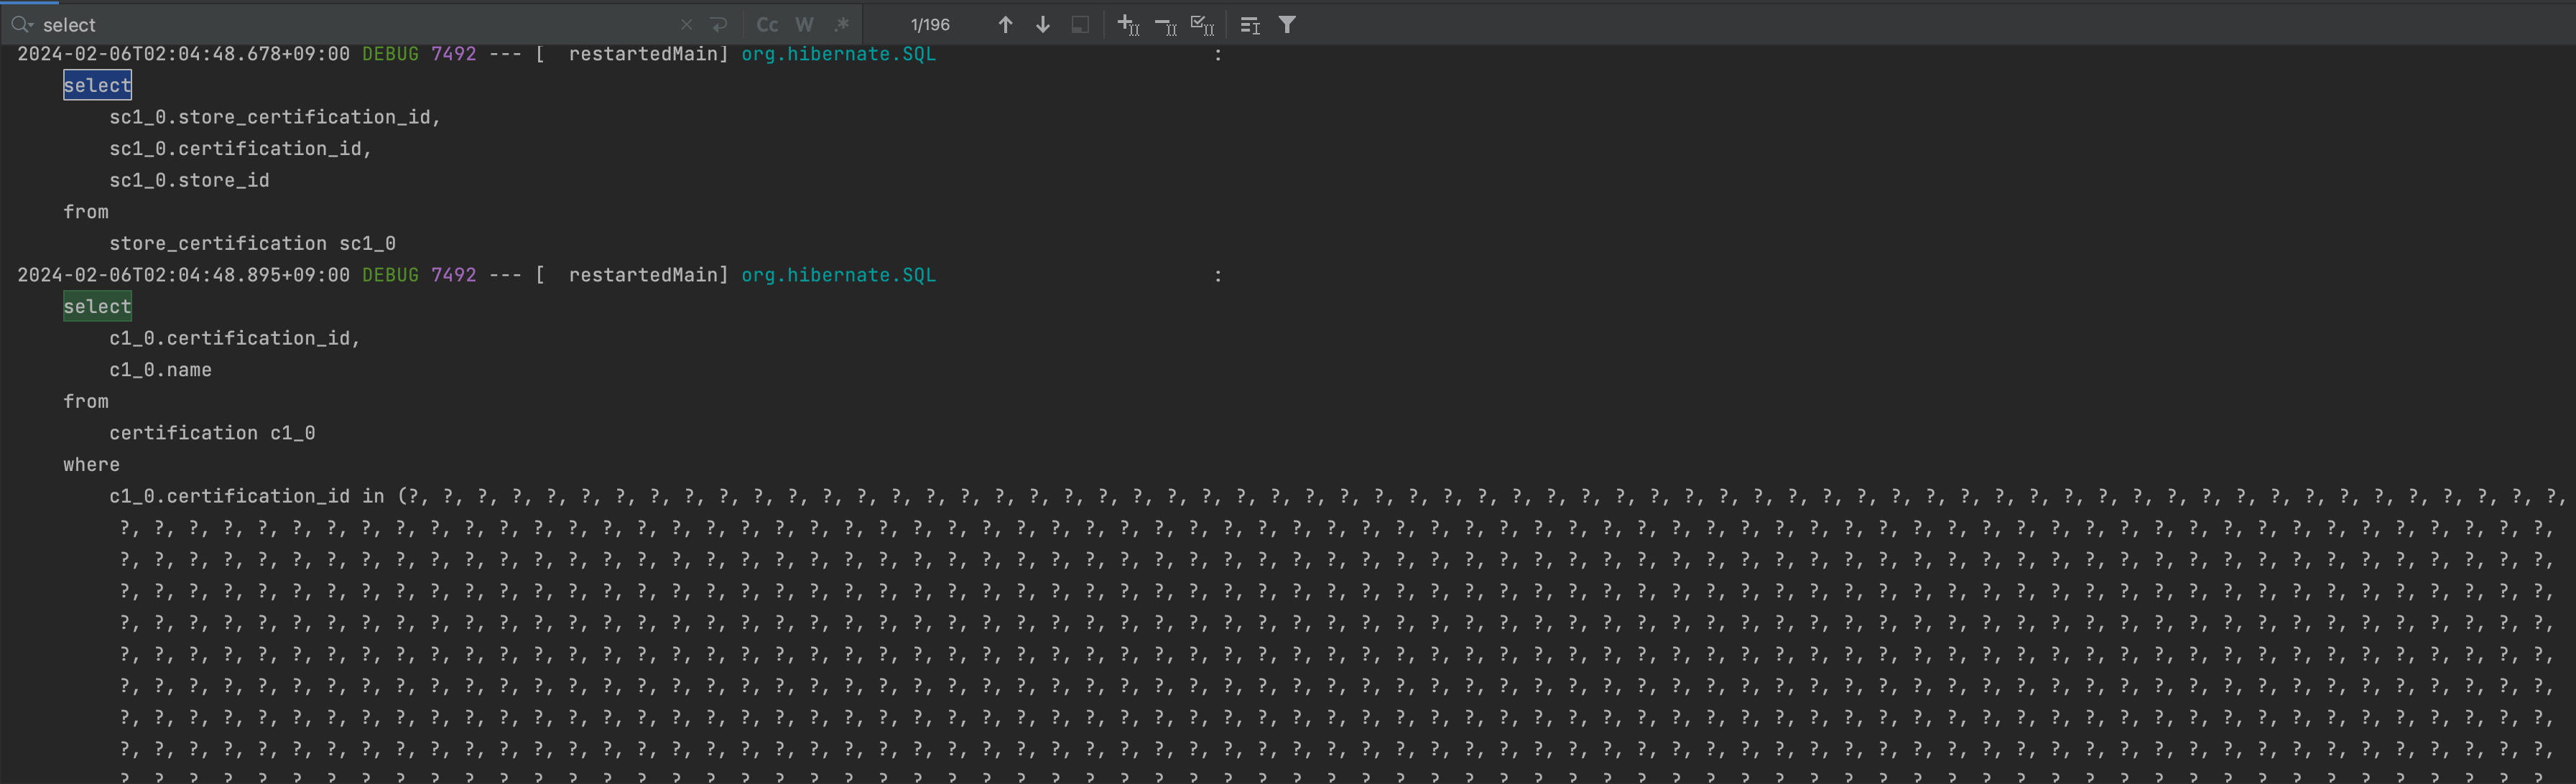 select
Cc W .*
1/196
2024-02-06T02:04:48.678+09:00 DEBUG 7492 --- [  restartedMain] org.hibernate.SQL                        :
select
sc1_0.store_certification_id,
sc1_0.certification_id,
sc1_0.store_id
from
store_certification sc1_0
2024-02-06T02:04:48.895+09:00 DEBUG 7492 --- [  restartedMain] org.hibernate.SQL                        :
select
c1_0.certification_id,
c1_0.name
from
certification c1_0
where
c1_0.certification_id in (?, ?, ?, ?, ?, ?, ?, ?, ?, ?, ?, ?, ?, ?, ?, ?, ?, ?, ?, ?, ?, ?, ?, ?, ?, ?, ?, ?, ?, ?, ?, ?, ?, ?, ?, ?, ?, ?, ?, ?, ?, ?, ?, ?, ?, ?, ?, ?, ?, ?, ?, ?, ?, ?, ?, ?, ?, ?, ?, ?, ?, ?, ?,
?, ?, ?, ?, ?, ?, ?, ?, ?, ?, ?, ?, ?, ?, ?, ?, ?, ?, ?, ?, ?, ?, ?, ?, ?, ?, ?, ?, ?, ?, ?, ?, ?, ?, ?, ?, ?, ?, ?, ?, ?, ?, ?, ?, ?, ?, ?, ?, ?, ?, ?, ?, ?, ?, ?, ?, ?, ?, ?, ?, ?, ?, ?, ?, ?, ?, ?, ?, ?, ?, ?,
?, ?, ?, ?, ?, ?, ?, ?, ?, ?, ?, ?, ?, ?, ?, ?, ?, ?, ?, ?, ?, ?, ?, ?, ?, ?, ?, ?, ?, ?, ?, ?, ?, ?, ?, ?, ?, ?, ?, ?, ?, ?, ?, ?, ?, ?, ?, ?, ?, ?, ?, ?, ?, ?, ?, ?, ?, ?, ?, ?, ?, ?, ?, ?, ?, ?, ?, ?, ?, ?, ?,
?, ?, ?, ?, ?, ?, ?, ?, ?, ?, ?, ?, ?, ?, ?, ?, ?, ?, ?, ?, ?, ?, ?, ?, ?, ?, ?, ?, ?, ?, ?, ?, ?, ?, ?, ?, ?, ?, ?, ?, ?, ?, ?, ?, ?, ?, ?, ?, ?, ?, ?, ?, ?, ?, ?, ?, ?, ?, ?, ?, ?, ?, ?, ?, ?, ?, ?, ?, ?, ?, ?,
?, ?, ?, ?, ?, ?, ?, ?, ?, ?, ?, ?, ?, ?, ?, ?, ?, ?, ?, ?, ?, ?, ?, ?, ?, ?, ?, ?, ?, ?, ?, ?, ?, ?, ?, ?, ?, ?, ?, ?, ?, ?, ?, ?, ?, ?, ?, ?, ?, ?, ?, ?, ?, ?, ?, ?, ?, ?, ?, ?, ?, ?, ?, ?, ?, ?, ?, ?, ?, ?, ?,
?, ?, ?, ?, ?, ?, ?, ?, ?, ?, ?, ?, ?, ?, ?, ?, ?, ?, ?, ?, ?, ?, ?, ?, ?, ?, ?, ?, ?, ?, ?, ?, ?, ?, ?, ?, ?, ?, ?, ?, ?, ?, ?, ?, ?, ?, ?, ?, ?, ?, ?, ?, ?, ?, ?, ?, ?, ?, ?, ?, ?, ?, ?, ?, ?, ?, ?, ?, ?, ?, ?,
?, ?, ?, ?, ?, ?, ?, ?, ?, ?, ?, ?, ?, ?, ?, ?, ?, ?, ?, ?, ?, ?, ?, ?, ?, ?, ?, ?, ?, ?, ?, ?, ?, ?, ?, ?, ?, ?, ?, ?, ?, ?, ?, ?, ?, ?, ?, ?, ?, ?, ?, ?, ?, ?, ?, ?, ?, ?, ?, ?, ?, ?, ?, ?, ?, ?, ?, ?, ?, ?, ?,
?, ?, ?, ?, ?, ?, ?, ?, ?, ?, ?, ?, ?, ?, ?, ?, ?, ?, ?, ?, ?, ?, ?, ?, ?, ?, ?, ?, ?, ?, ?, ?, ?, ?, ?, ?, ?, ?, ?, ?, ?, ?, ?, ?, ?, ?, ?, ?, ?, ?, ?, ?, ?, ?, ?, ?, ?, ?, ?, ?, ?, ?, ?, ?, ?, ?, ?, ?, ?, ?, ?,
?, ?, ?, ?, ?, ?, ?, ?, ?, ?, ?, ?, ?, ?, ?, ?, ?, ?, ?, ?, ?, ?, ?, ?, ?, ?, ?, ?, ?, ?, ?, ?, ?, ?, ?, ?, ?, ?, ?, ?, ?, ?, ?, ?, ?, ?, ?, ?, ?, ?, ?, ?, ?, ?, ?, ?, ?, ?, ?, ?, ?, ?, ?, ?, ?, ?, ?, ?, ?, ?, ?,